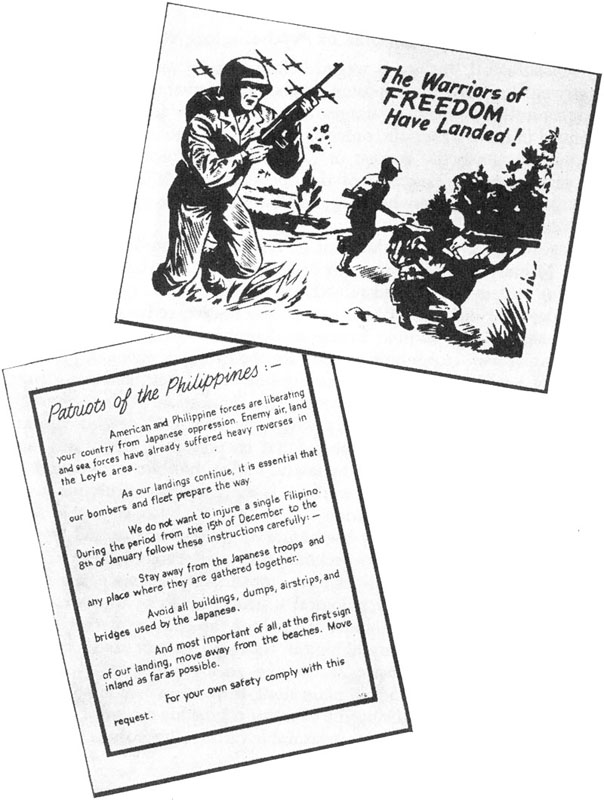 The Warriors of
FREEDOM
Have Landed!
Patriots of the Philippines :—
American and Philippine forces are liberating
your country from Japanese oppression. Enemy air, land
and sea forces have already suffered heavy reverses in
the Leyte area.
As our landings continue, it is essential that
our bombers and fleet prepare the way
We do not want to injure a single Filipino.
During the period from the 15th of December to the
8th of January follow these instructions carefully:—
Stay away from the Japanese troops and
any place where they are gathered together.
Avoid all buildings, dumps, airstrips, and
bridges used by the Japanese.
And most important of all, at the first sign
of our landing, move away from the beaches. Move
inland as far as possible.
For your own safety comply with this
request.